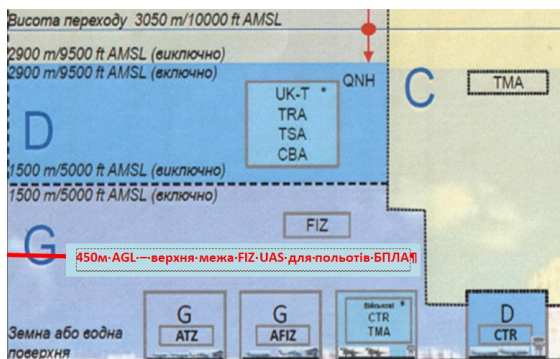 Висота переходу 3050 m/10000 ft AMSL
2900 m/9500 ft AMSL (виключно)
2900 m/9500 ft AMSL (включно)
QNH
C
TMA
UK-T *
TRA
TSA
CBA
D
1500 m/5000 ft AMSL (виключно)
1500 m/5000 ft AMSL (включно)
FIZ
G
450м·AGL·–·верхня·межа·FIZ·UAS·для·польотів·БПЛА¶
G
ATZ
G
AFIZ
Військові *
CTR
TMA
D
CTR
Земна або водна
поверхня